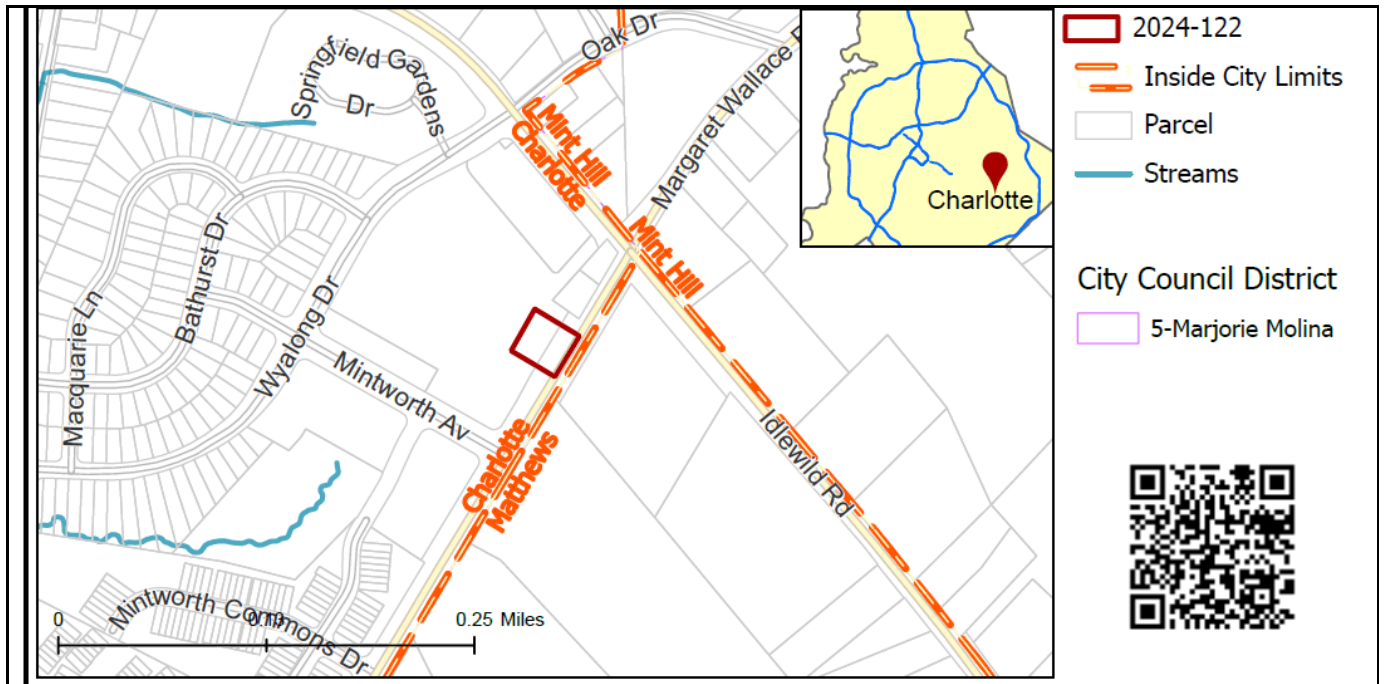 Springfield Gardens
Dr
Oak Dr
Margaret Wallace
Mint Hill
Charlotte
Mint Hill
Macquarie Ln
Bathurst Dr
Wyalong Dr
Mintworth Av
Charlotte
Matthews
Idlewild Rd
Mintworth Commons Dr
0
0.25 Miles
Charlotte
2024-122
Inside City Limits
Parcel
Streams
City Council District
5-Marjorie Molina